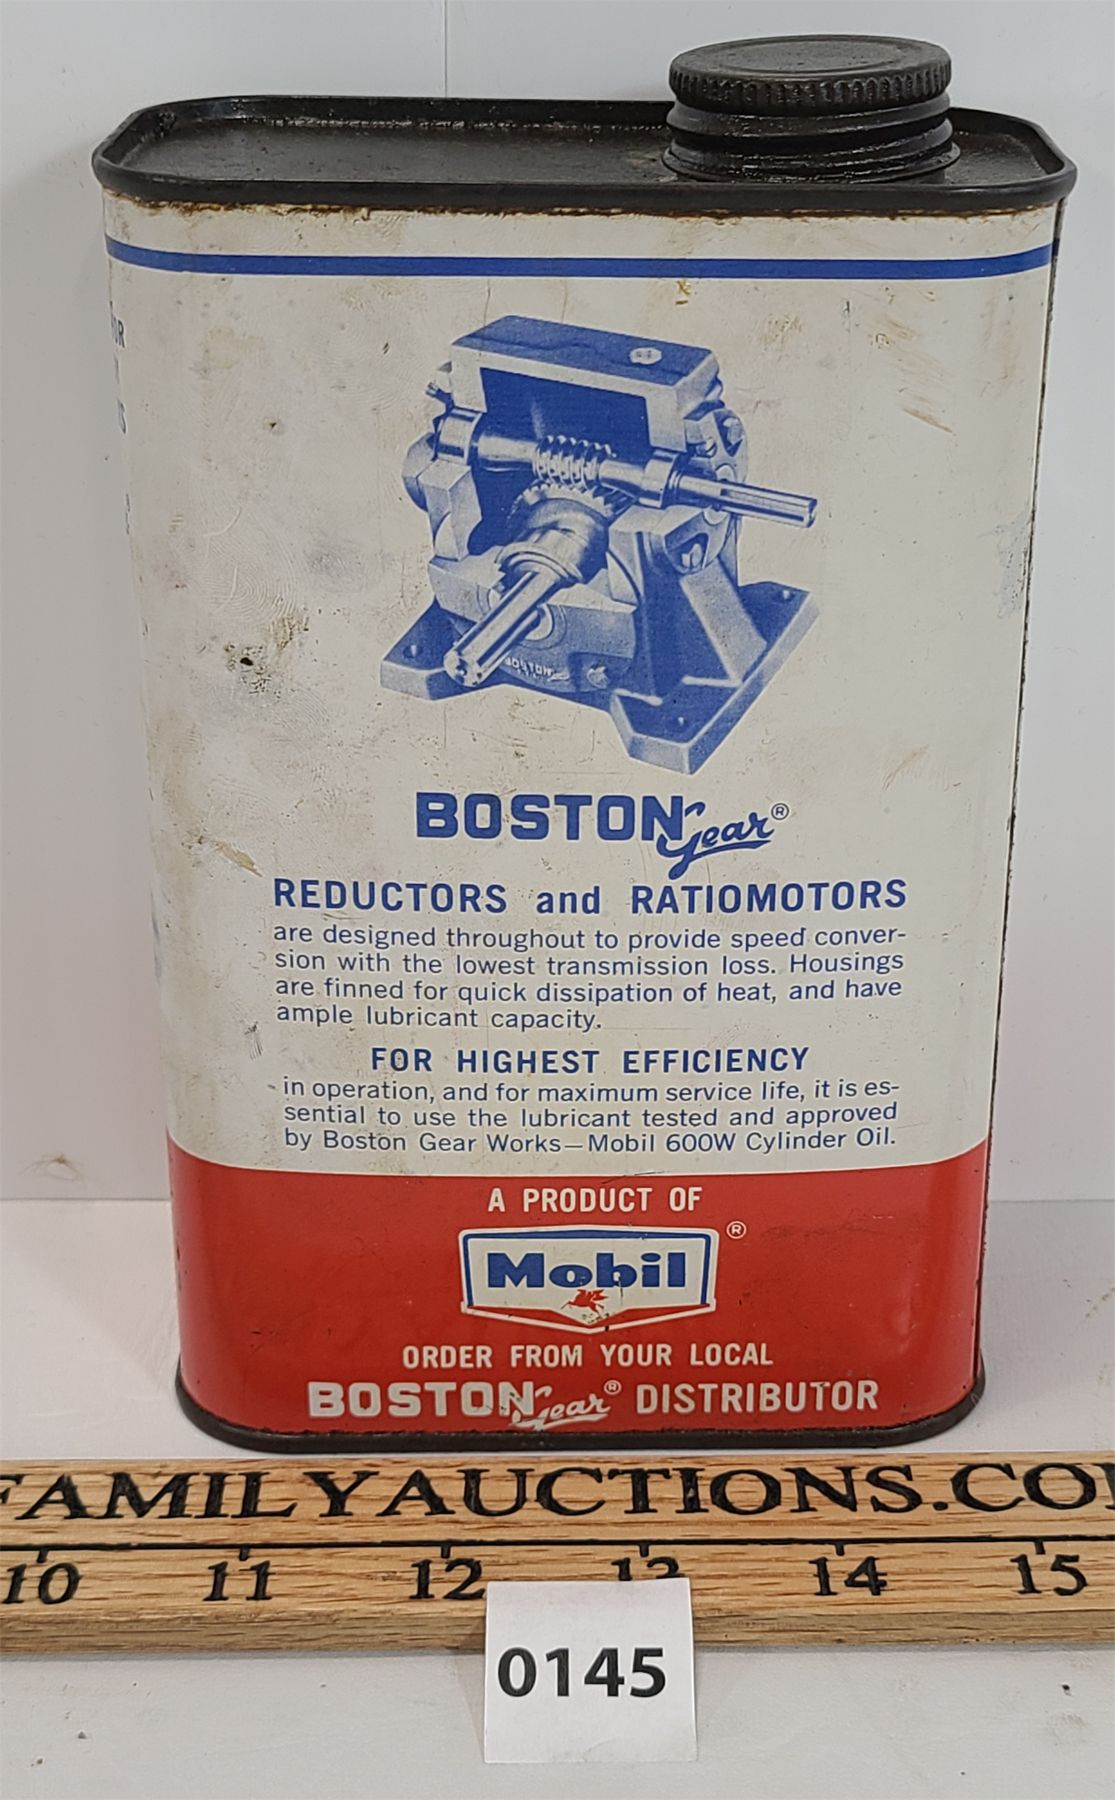 BOSTON
BOSTON Gear®
REDUCTORS and RATIOMOTORS
are designed throughout to provide speed conver-
sion with the lowest transmission loss. Housings
are finned for quick dissipation of heat, and have
ample lubricant capacity.
FOR HIGHEST EFFICIENCY
in operation, and for maximum service life, it is es-
sential to use the lubricant tested and approved
by Boston Gear Works—Mobil 600W Cylinder Oil.
A PRODUCT OF
Mobil ®
ORDER FROM YOUR LOCAL
BOSTON Gear® DISTRIBUTOR
FAMILYAUCTIONS.CO
10 11 12 13 14 15
0145